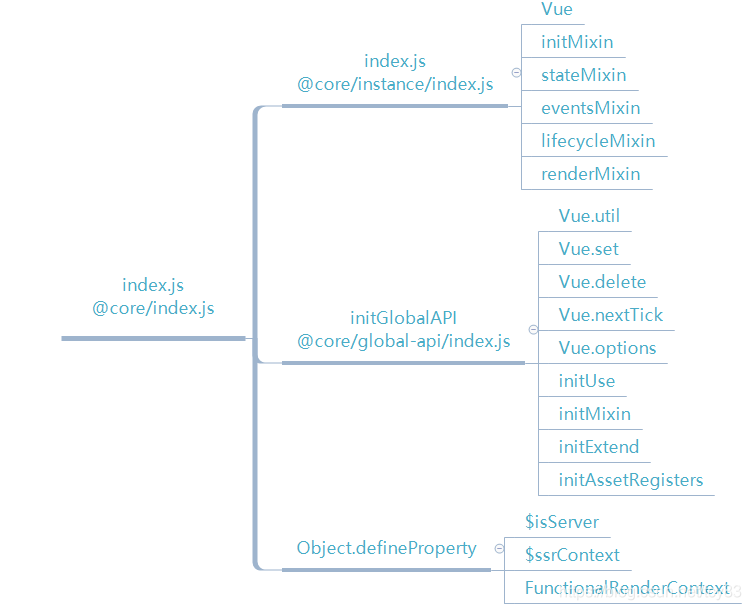 index.js
@core/index.js
index.js
@core/instance/index.js
Vue
initMixin
stateMixin
eventsMixin
lifecycleMixin
renderMixin
initGlobalAPI
@core/global-api/index.js
Vue.util
Vue.set
Vue.delete
Vue.nextTick
Vue.options
initUse
initMixin
initExtend
initAssetRegisters
Object.defineProperty
$isServer
$ssrContext
FunctionalRenderContext